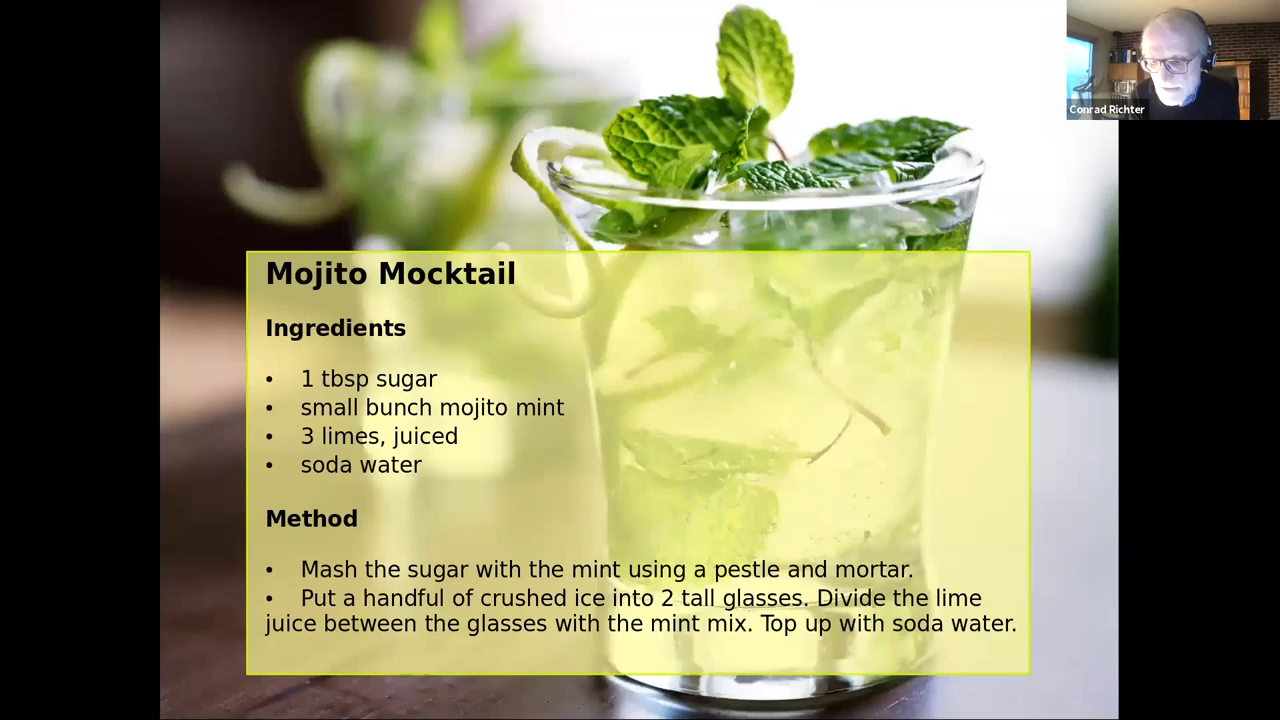 Conrad Richter
Mojito Mocktail
Ingredients
• 1 tbsp sugar
• small bunch mojito mint
• 3 limes, juiced
• soda water
Method
• Mash the sugar with the mint using a pestle and mortar.
• Put a handful of crushed ice into 2 tall glasses. Divide the lime
juice between the glasses with the mint mix. Top up with soda water.